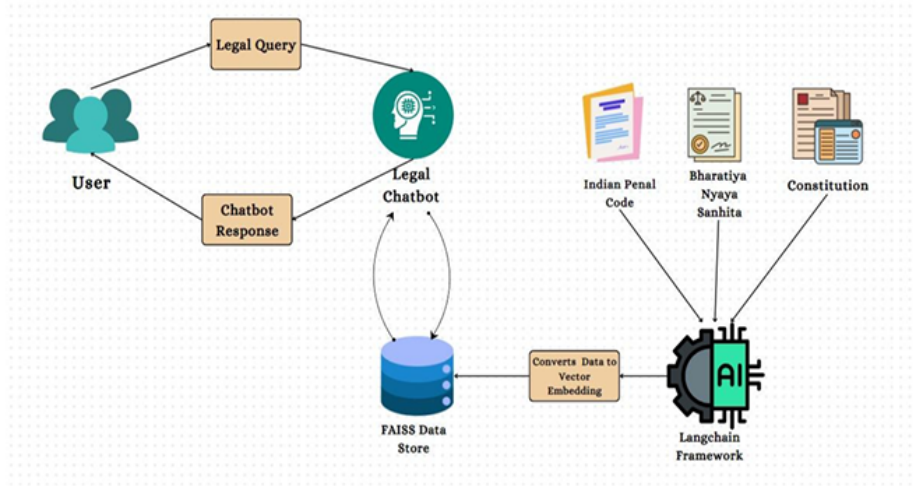 Legal Query
User
Legal
Chatbot
Chatbot
Response
Indian Penal
Code
Bharatiya
Nyaya
Sanhita
Constitution
Converts Data to
Vector
Embedding
AI
FAISS Data
Store
Langchain
Framework